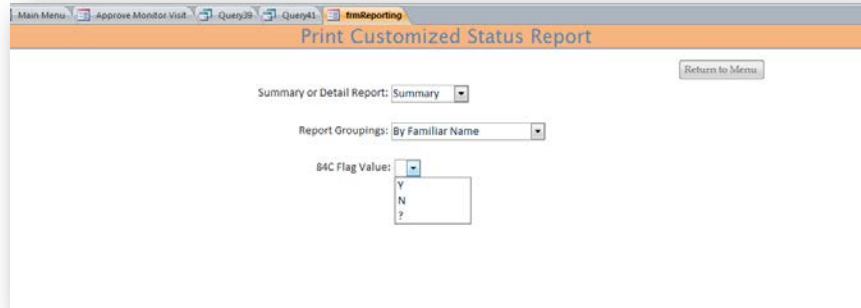 Main Menu Approve Monitor Visit Query39 Query41 frmReporting
Print Customized Status Report
Return to Menu
Summary or Detail Report: Summary
Report Groupings: By Familiar Name
84C Flag Value:
Y
N
?